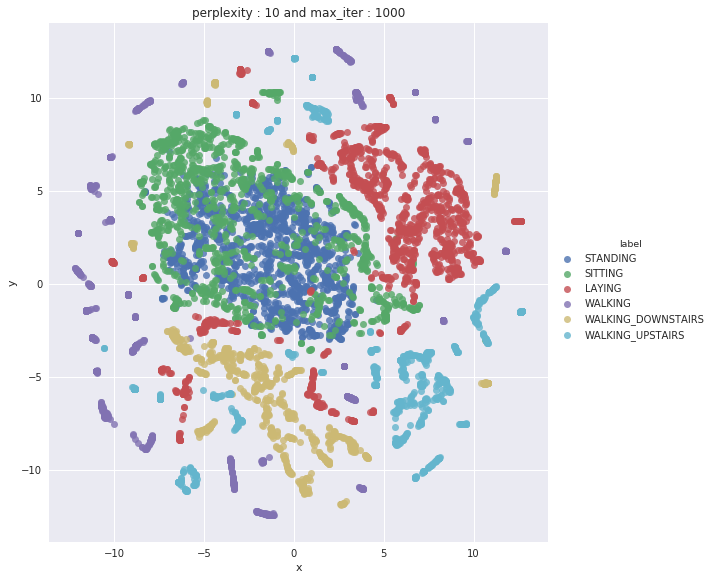 perplexity : 10 and max_iter : 1000
10
5
0
−5
−10
y
−10
−5
0
5
10
x
label
STANDING
SITTING
LAYING
WALKING
WALKING_DOWNSTAIRS
WALKING_UPSTAIRS